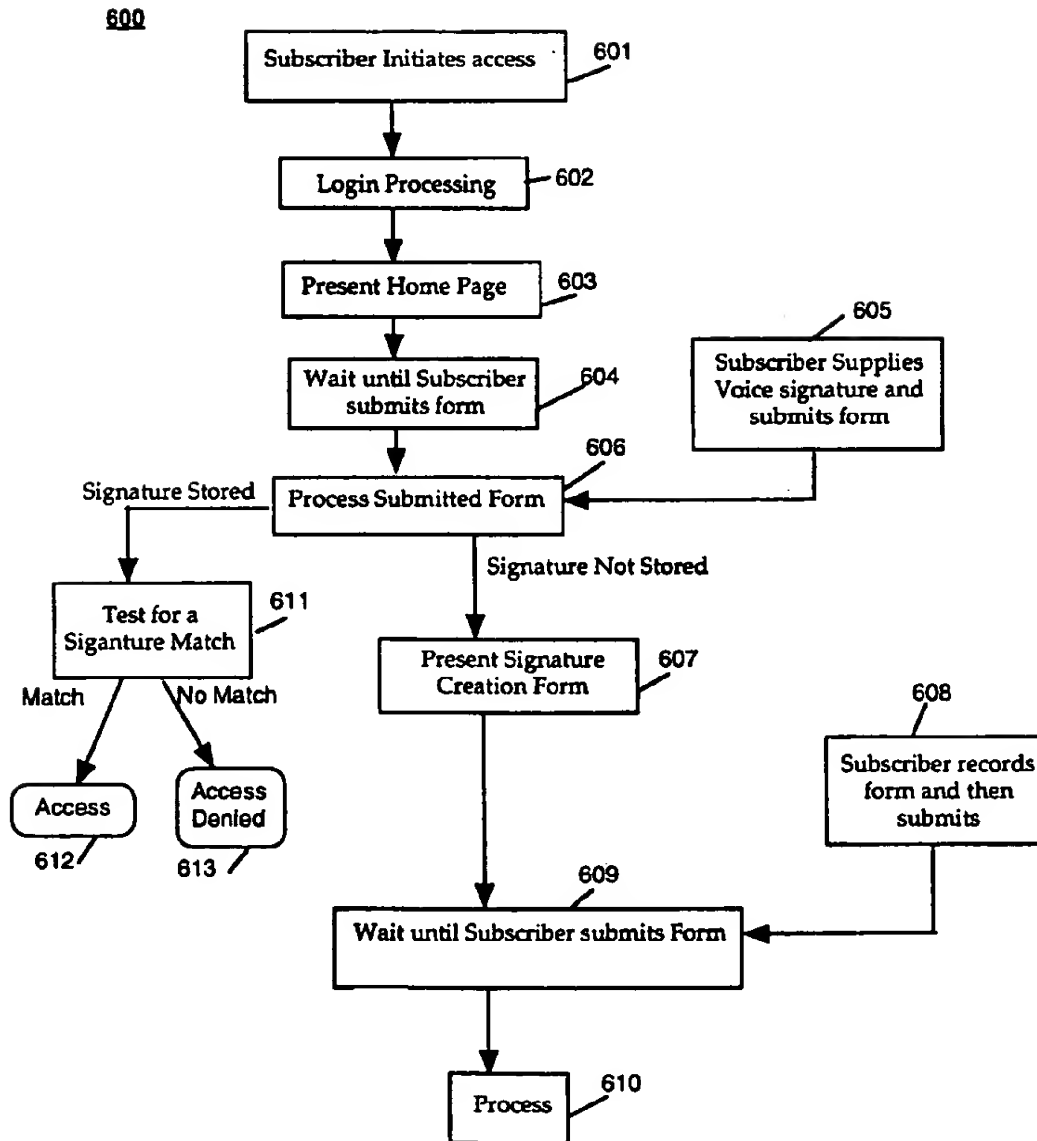 600
Subscriber Initiates access
601
Login Processing
602
Present Home Page
603
Wait until Subscriber
submits form
604
605
Subscriber Supplies
Voice signature and
submits form
606
Process Submitted Form
Signature Stored
Signature Not Stored
611
Test for a
Siganture Match
Match
No Match
Present Signature
Creation Form
607
Access
612
Access
Denied
613
608
Subscriber records
form and then
submits
609
Wait until Subscriber submits Form
Process
610